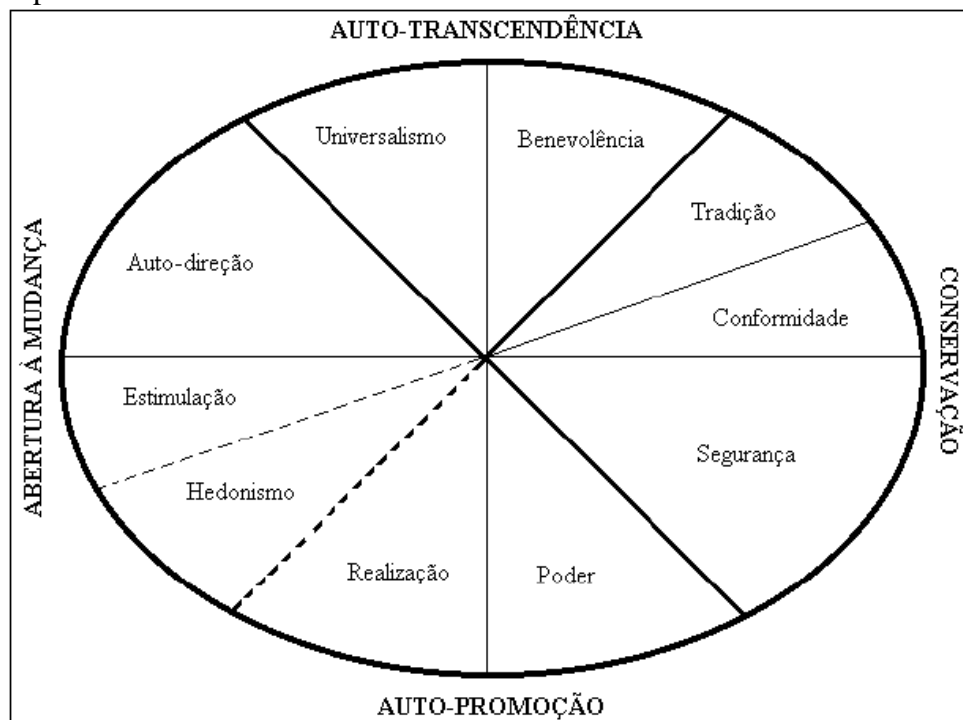 AUTO-TRANSCENDÊNCIA
Universalismo
Benevolência
Tradição
Auto-direção
Conformidade
ABERTURA À MUDANÇA
CONSERVAÇÃO
Estimulação
Segurança
Hedonismo
Realização
Poder
AUTO-PROMOÇÃO